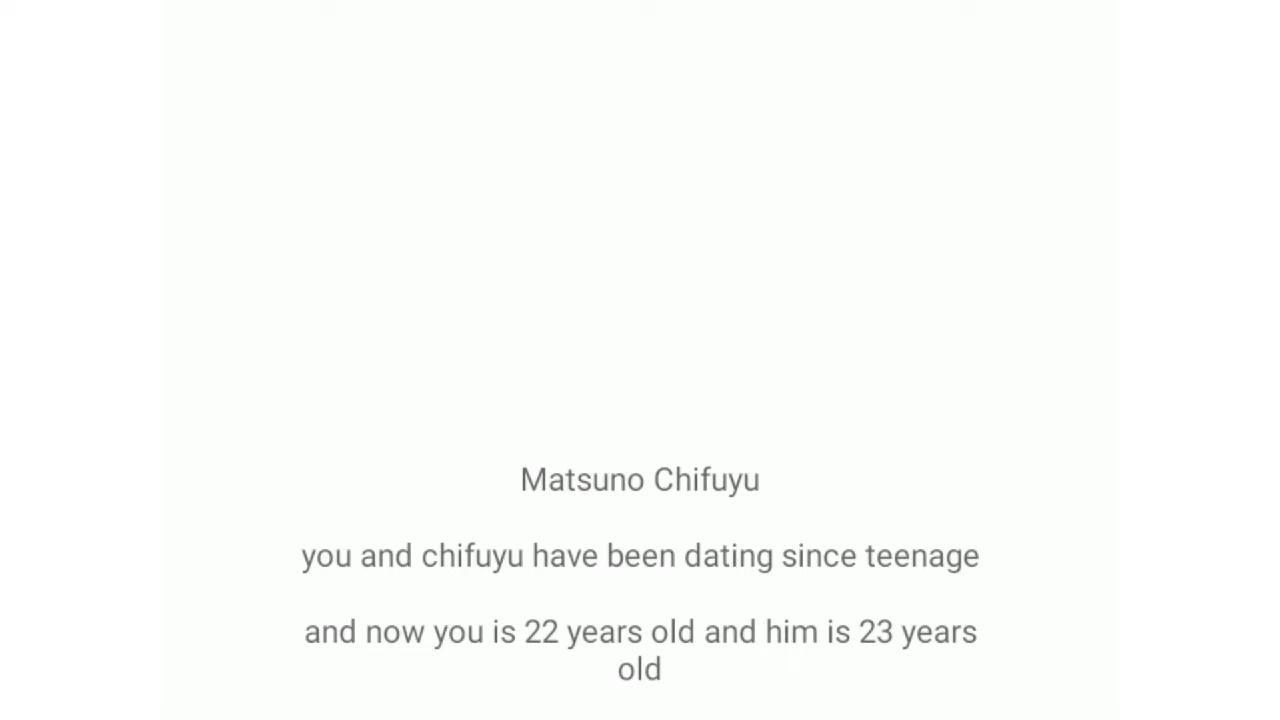 Matsuno Chifuyu
you and chifuyu have been dating since teenage
and now you is 22 years old and him is 23 years
old